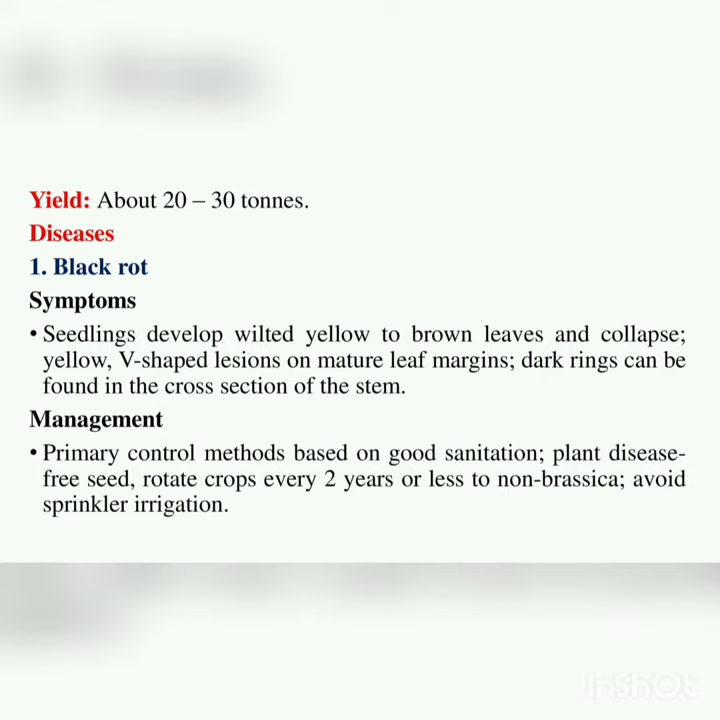 Yield: About 20 – 30 tonnes.
Diseases
1. Black rot
Symptoms
• Seedlings develop wilted yellow to brown leaves and collapse;
yellow, V-shaped lesions on mature leaf margins; dark rings can be
found in the cross section of the stem.
Management
• Primary control methods based on good sanitation; plant disease-
free seed, rotate crops every 2 years or less to non-brassica; avoid
sprinkler irrigation.
InShOt